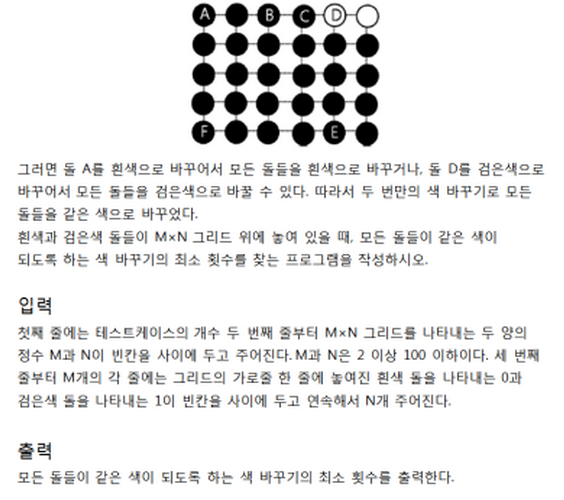 A B C D
F E
그러면 돌 A를 흰색으로 바꾸어서 모든 돌들을 흰색으로 바꾸거나, 돌 D를 검은색으로
바꾸어서 모든 돌들을 검은색으로 바꿀 수 있다. 따라서 두 번만의 색 바꾸기로 모든
돌들을 같은 색으로 바꾸었다.
흰색과 검은색 돌들이 M×N 그리드 위에 놓여 있을 때, 모든 돌들이 같은 색이
되도록 하는 색 바꾸기의 최소 횟수를 찾는 프로그램을 작성하시오.
입력
첫째 줄에는 테스트케이스의 개수 두 번째 줄부터 M×N 그리드를 나타내는 두 양의
정수 M과 N이 빈칸을 사이에 두고 주어진다. M과 N은 2 이상 100 이하이다. 세 번째
줄부터 M개의 각 줄에는 그리드의 가로줄 한 줄에 놓여진 흰색 돌을 나타내는 0과
검은색 돌을 나타내는 1이 빈칸을 사이에 두고 연속해서 N개 주어진다.
출력
모든 돌들이 같은 색이 되도록 하는 색 바꾸기의 최소 횟수를 출력한다.